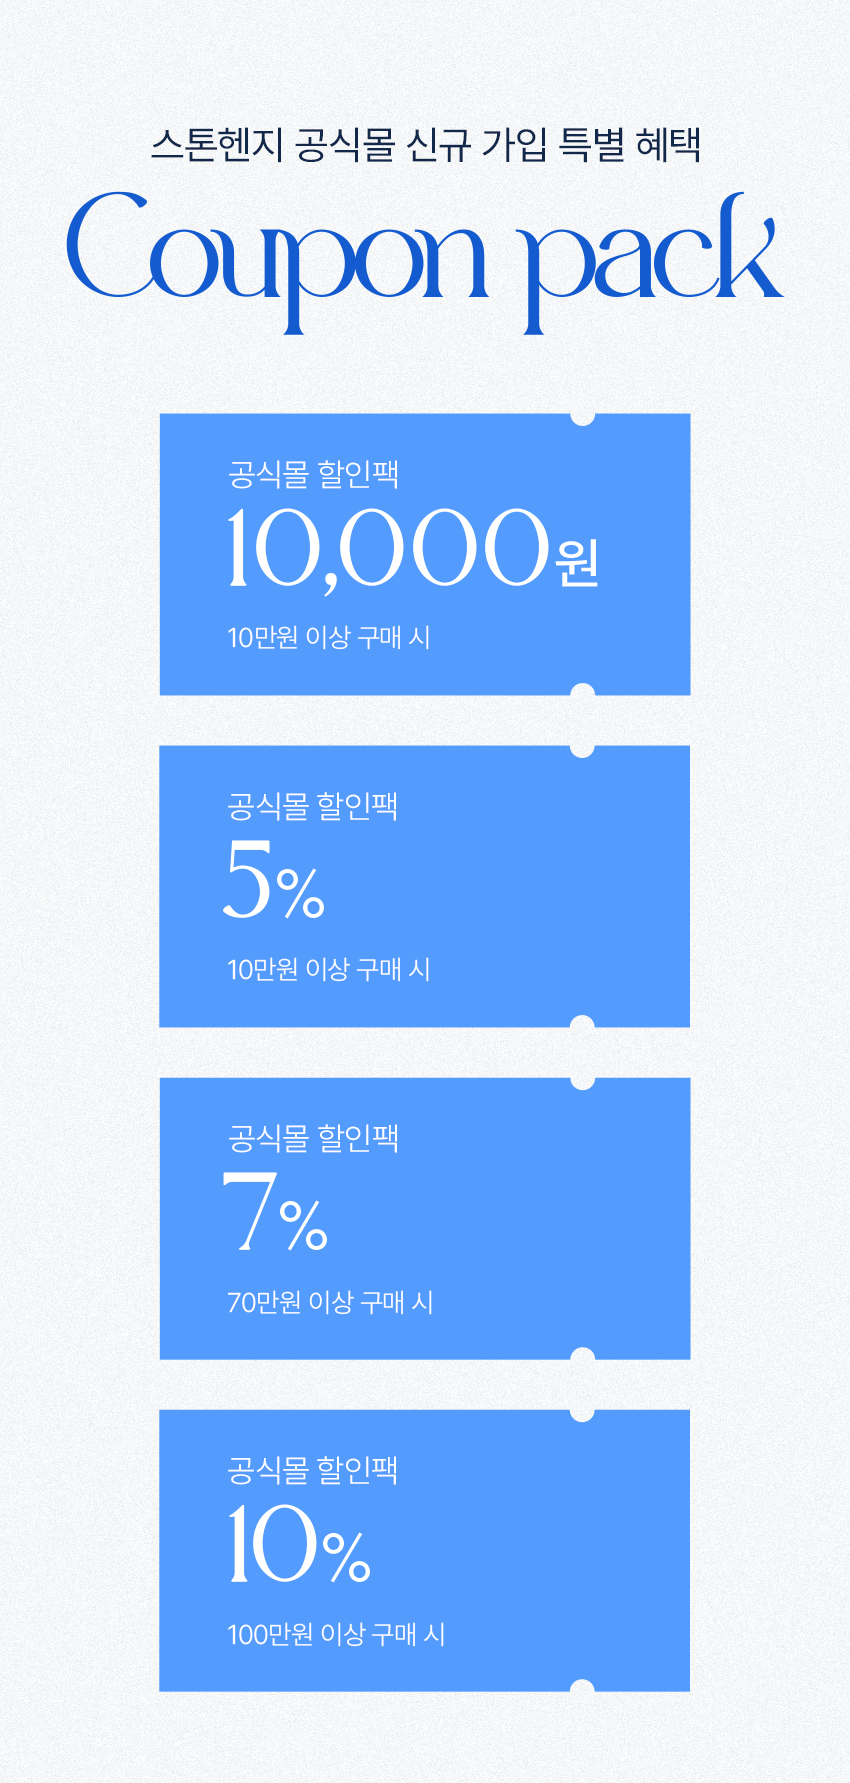 스톤헨지 공식몰 신규 가입 특별 혜택
Coupon pack
공식몰 할인팩
10,000원
10만원 이상 구매 시
공식몰 할인팩
5%
10만원 이상 구매 시
공식몰 할인팩
7%
70만원 이상 구매 시
공식몰 할인팩
10%
100만원 이상 구매 시